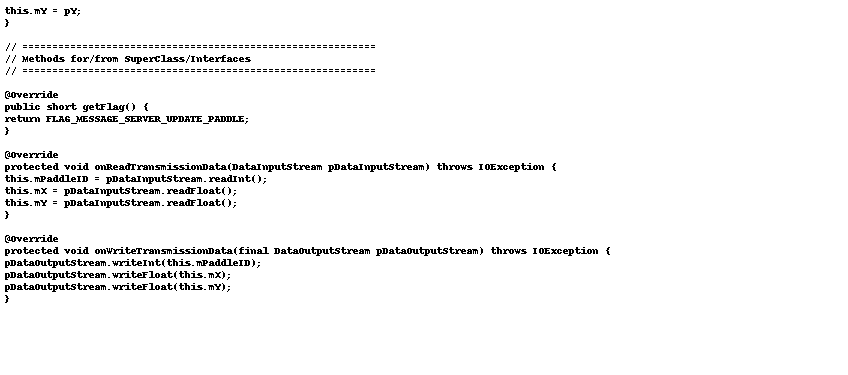 this.mY = pY;
}
// ===========================================================
// Methods for/from SuperClass/Interfaces
// ===========================================================
@Override
public short getFlag() {
return FLAG_MESSAGE_SERVER_UPDATE_PADDLE;
}
@Override
protected void onReadTransmissionData(DataInputStream pDataInputStream) throws IOException {
this.mPaddleID = pDataInputStream.readInt();
this.mX = pDataInputStream.readFloat();
this.mY = pDataInputStream.readFloat();
}
@Override
protected void onWriteTransmissionData(final DataOutputStream pDataOutputStream) throws IOException {
pDataOutputStream.writeInt(this.mPaddleID);
pDataOutputStream.writeFloat(this.mX);
pDataOutputStream.writeFloat(this.mY);
}